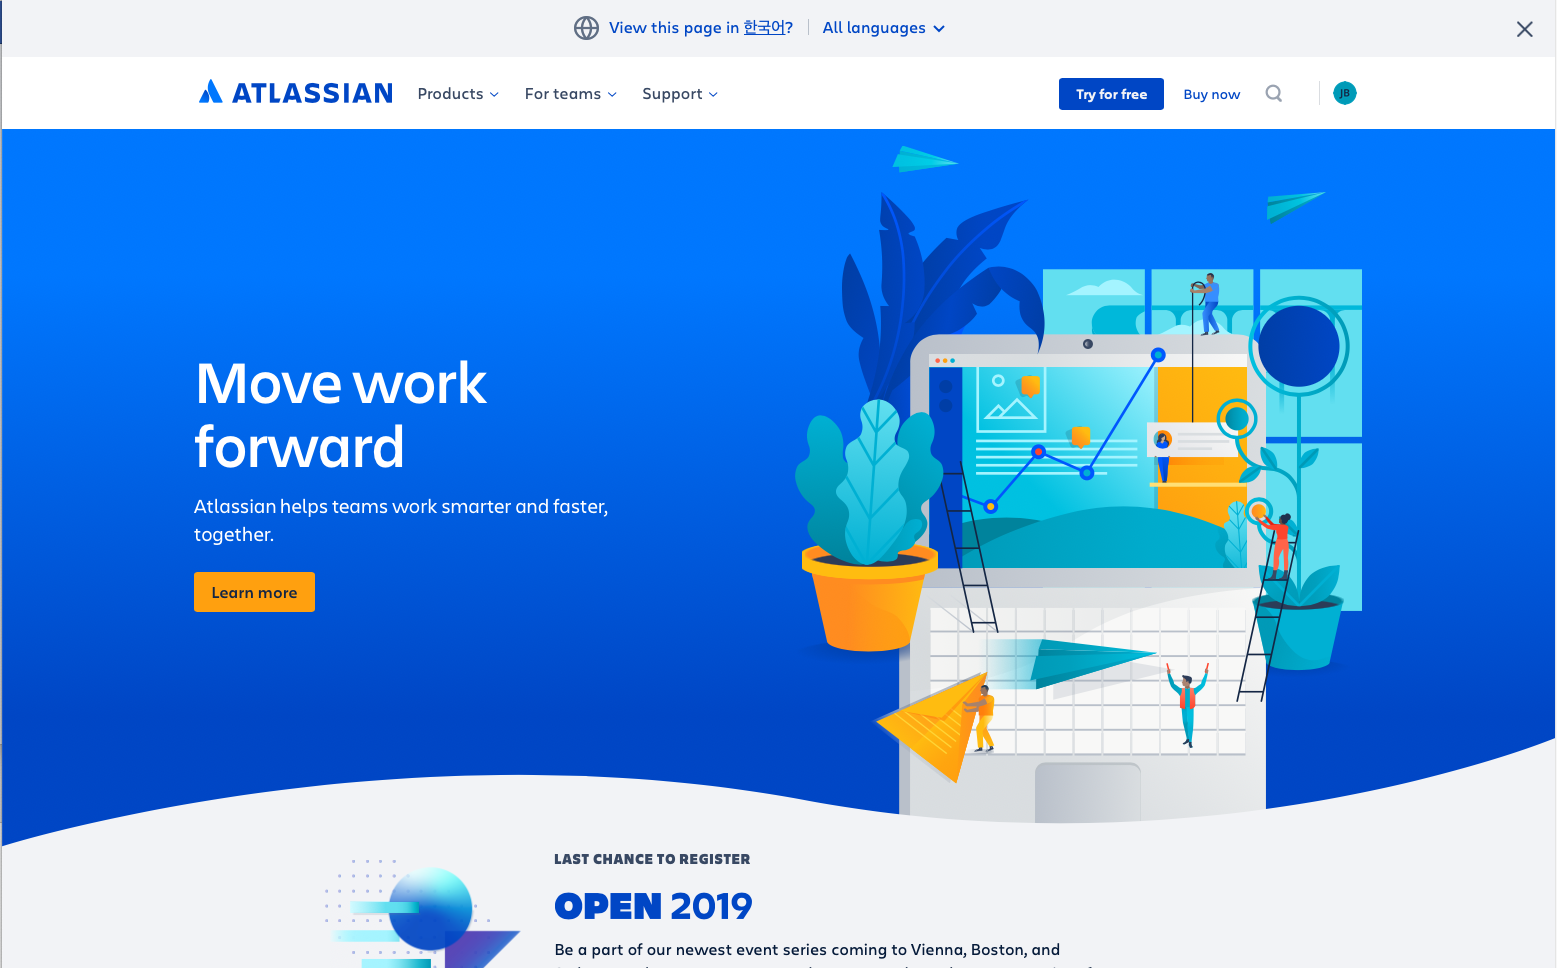 View this page in 한국어? All languages
ATLASSIAN Products For teams Support Try for free Buy now JB
Move work
forward
Atlassian helps teams work smarter and faster,
together.
Learn more
LAST CHANCE TO REGISTER
OPEN 2019
Be a part of our newest event series coming to Vienna, Boston, and